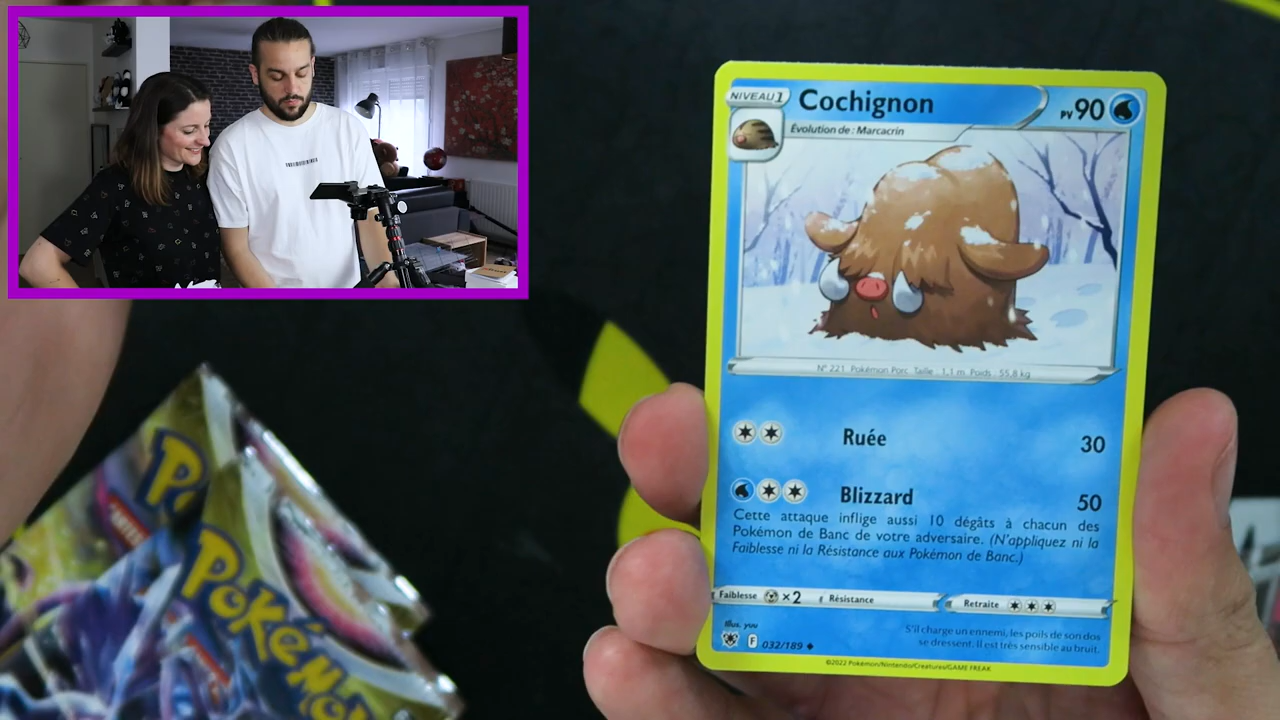 NIVEAU 1
Cochignon
PV 90
Évolution de : Marcacrin
N° 221 Pokémon Porc Taille : 1,1 m Poids : 55,8 kg
Ruée 30
Blizzard 50
Cette attaque inflige aussi 10 dégâts à chacun des
Pokémon de Banc de votre adversaire. (N'appliquez ni la
Faiblesse ni la Résistance aux Pokémon de Banc.)
Faiblesse ×2 Résistance Retraite
Illus. yuu
F 032/189
S'il charge un ennemi, les poils de son dos
se dressent. Il est très sensible au bruit.
©2022 Pokémon/Nintendo/Creatures/GAME FREAK
Pokémon